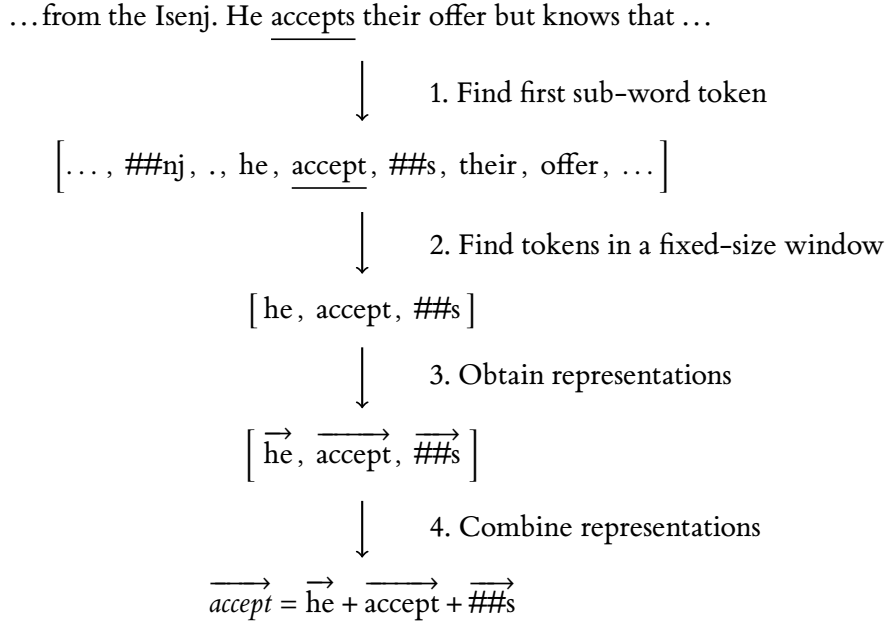 …from the Isenj. He accepts their offer but knows that …
1. Find first sub-word token
[…, ##nj, ., he, accept, ##s, their, offer, …]
2. Find tokens in a fixed-size window
[he, accept, ##s]
3. Obtain representations
[he, accept, ##s]
4. Combine representations
accept = he + accept + ##s